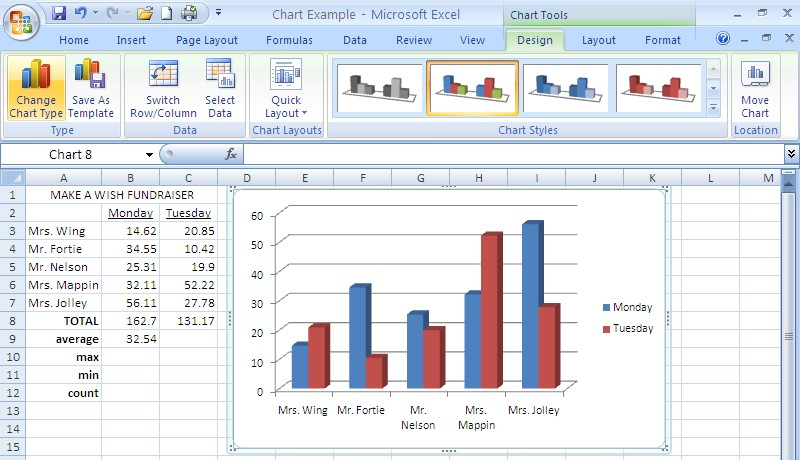 Chart Example - Microsoft Excel
Chart Tools
Home Insert Page Layout Formulas Data Review View Design Layout Format
Change
Chart Type
Save As
Template
Switch
Row/Column
Select
Data
Quick
Layout
Move
Chart
Type Data Chart Layouts Chart Styles Location
Chart 8 fx
A B C D E F G H I J K L M
1 MAKE A WISH FUNDRAISER
2 Monday Tuesday
3 Mrs. Wing 14.62 20.85
4 Mr. Fortie 34.55 10.42
5 Mr. Nelson 25.31 19.9
6 Mrs. Mappin 32.11 52.22
7 Mrs. Jolley 56.11 27.78
8 TOTAL 162.7 131.17
9 average 32.54
10 max
11 min
12 count
13
14
15
60
50
40
30
20
10
0
Mrs. Wing Mr. Fortie Mr.
Nelson
Mrs.
Mappin
Mrs. Jolley
Monday
Tuesday